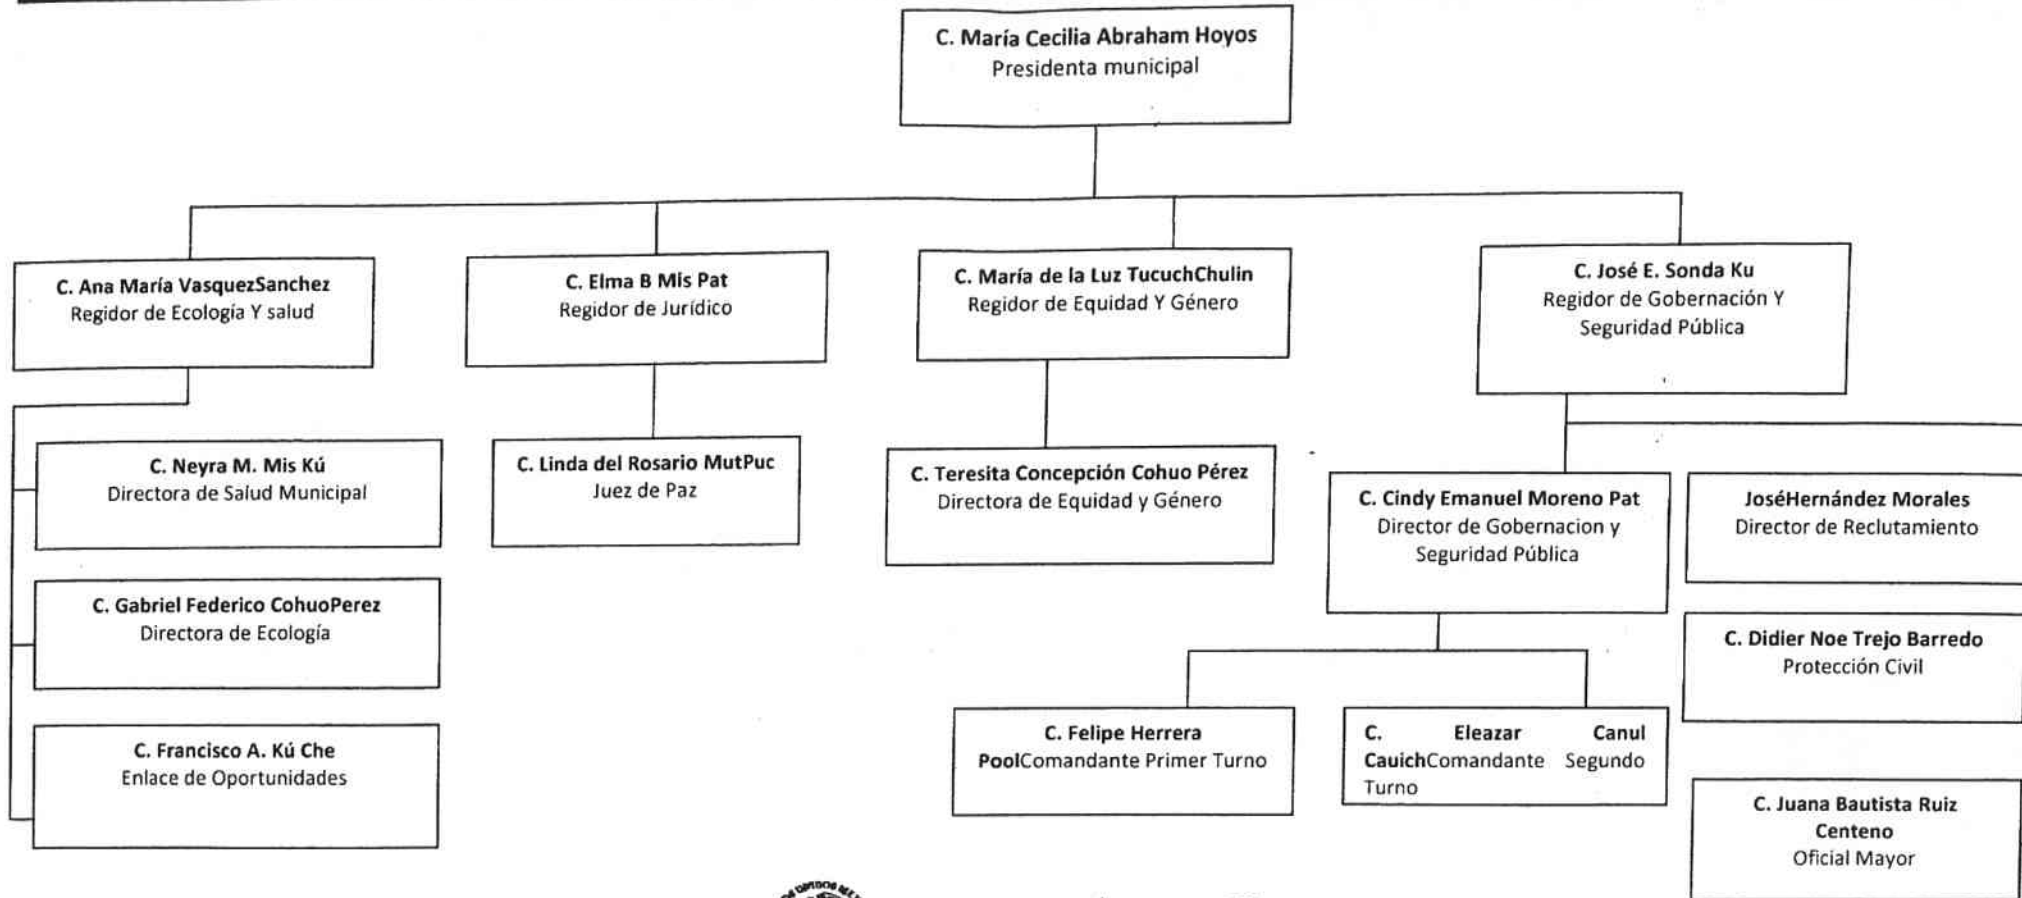 C. María Cecilia Abraham Hoyos
Presidenta municipal
C. Ana María VasquezSanchez
Regidor de Ecología Y salud
C. Elma B Mis Pat
Regidor de Jurídico
C. María de la Luz TucuchChulin
Regidor de Equidad Y Género
C. José E. Sonda Ku
Regidor de Gobernación Y
Seguridad Pública
C. Neyra M. Mis Kú
Directora de Salud Municipal
C. Linda del Rosario MutPuc
Juez de Paz
C. Teresita Concepción Cohuo Pérez
Directora de Equidad y Género
C. Cindy Emanuel Moreno Pat
Director de Gobernacion y
Seguridad Pública
JoséHernández Morales
Director de Reclutamiento
C. Gabriel Federico CohuoPerez
Directora de Ecología
C. Didier Noe Trejo Barredo
Protección Civil
C. Francisco A. Kú Che
Enlace de Oportunidades
C. Felipe Herrera
PoolComandante Primer Turno
C. Eleazar Canul
CauichComandante Segundo
Turno
C. Juana Bautista Ruiz
Centeno
Oficial Mayor